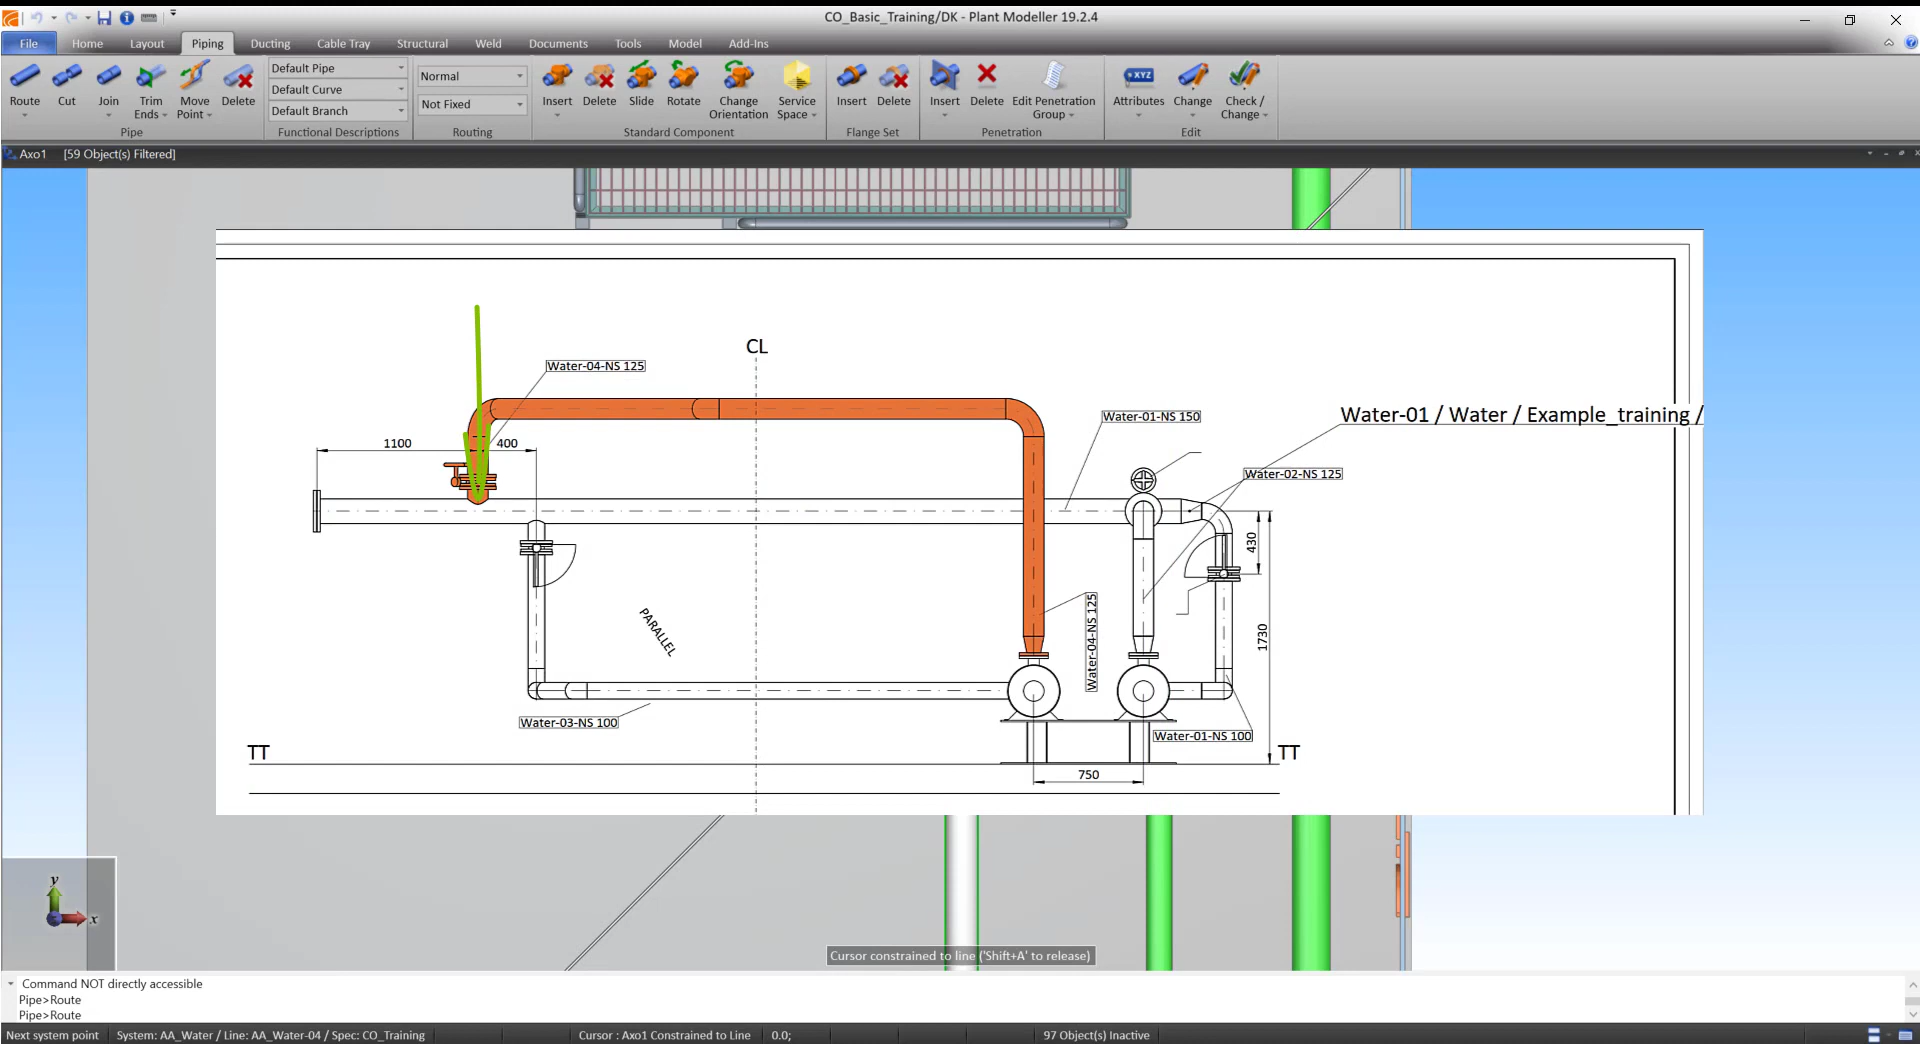 CO_Basic_Training/DK - Plant Modeller 19.2.4
File Home Layout Piping Ducting Cable Tray Structural Weld Documents Tools Model Add-Ins
Route Cut Join Trim Ends Move Point Delete
Pipe
Default Pipe
Default Curve
Default Branch
Functional Descriptions
Normal
Not Fixed
Routing
Insert Delete Slide Rotate Change Orientation Service Space
Standard Component
Insert Delete
Flange Set
Insert Delete Edit Penetration Group
Penetration
XYZ
Attributes Change Check / Change
Edit
Axo1 [59 Object(s) Filtered]
CL
Water-04-NS 125
Water-01-NS 150
Water-01 / Water / Example_training /
1100
400
Water-02-NS 125
430
PARALLEL
Water-04-NS 125
1730
Water-03-NS 100
Water-01-NS 100
TT
TT
750
y
x
Cursor constrained to line ('Shift+A' to release)
Command NOT directly accessible
Pipe>Route
Pipe>Route
Next system point System: AA_Water / Line: AA_Water-04 / Spec: CO_Training Cursor : Axo1 Constrained to Line 0.0; 97 Object(s) Inactive